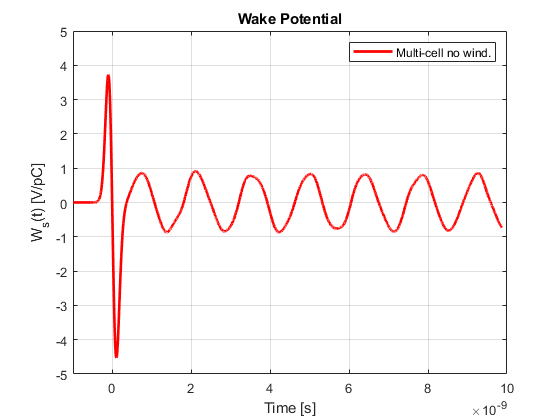 Wake Potential
5
4
3
2
1
0
-1
-2
-3
-4
-5
W_s(t) [V/pC]
Multi-cell no wind.
0 2 4 6 8 10
Time [s]
×10^-9